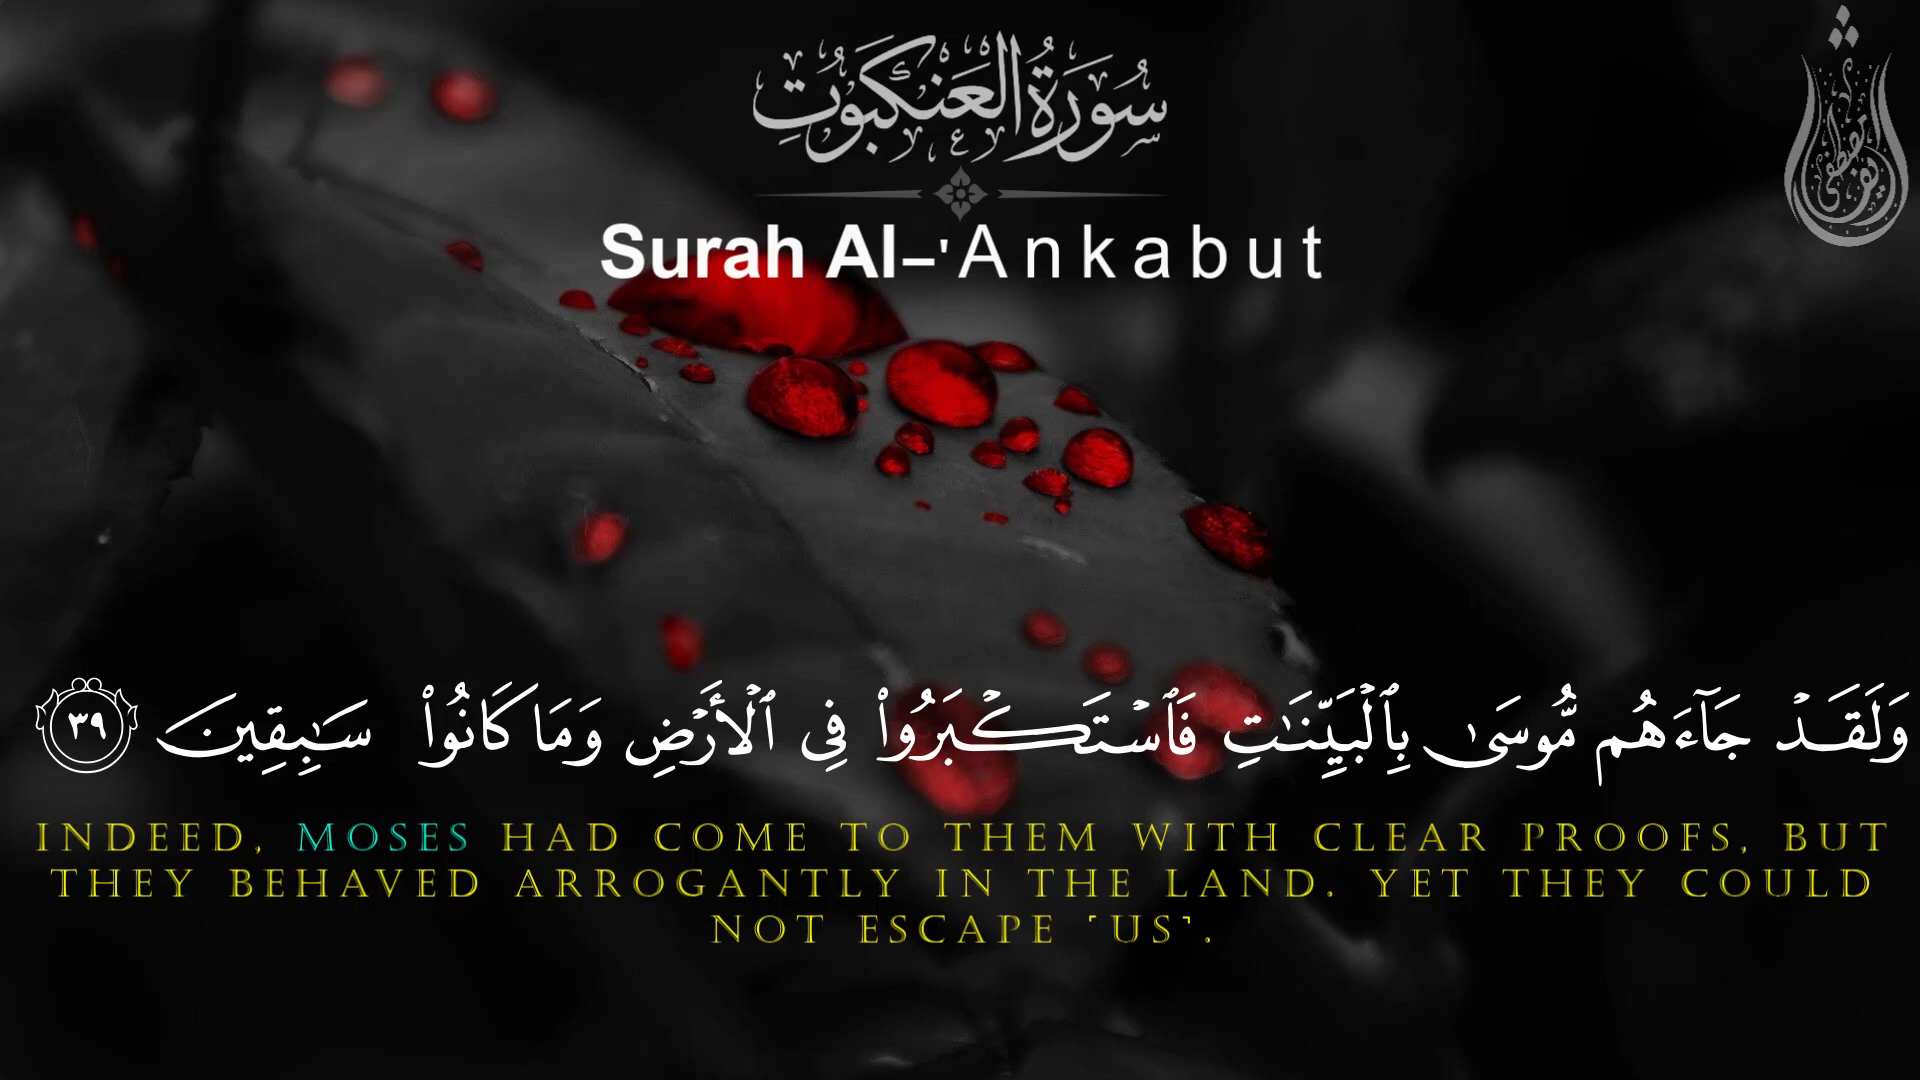 سُورَةُ العَنكَبُوتِ
Surah Al-'Ankabut
وَلَقَدْ جَآءَهُم مُّوسَىٰ بِٱلْبَيِّنَـٰتِ فَٱسْتَكْبَرُوا۟ فِى ٱلْأَرْضِ وَمَا كَانُوا۟ سَـٰبِقِينَ ٣٩
INDEED, MOSES HAD COME TO THEM WITH CLEAR PROOFS, BUT
THEY BEHAVED ARROGANTLY IN THE LAND. YET THEY COULD
NOT ESCAPE ˹US˺.